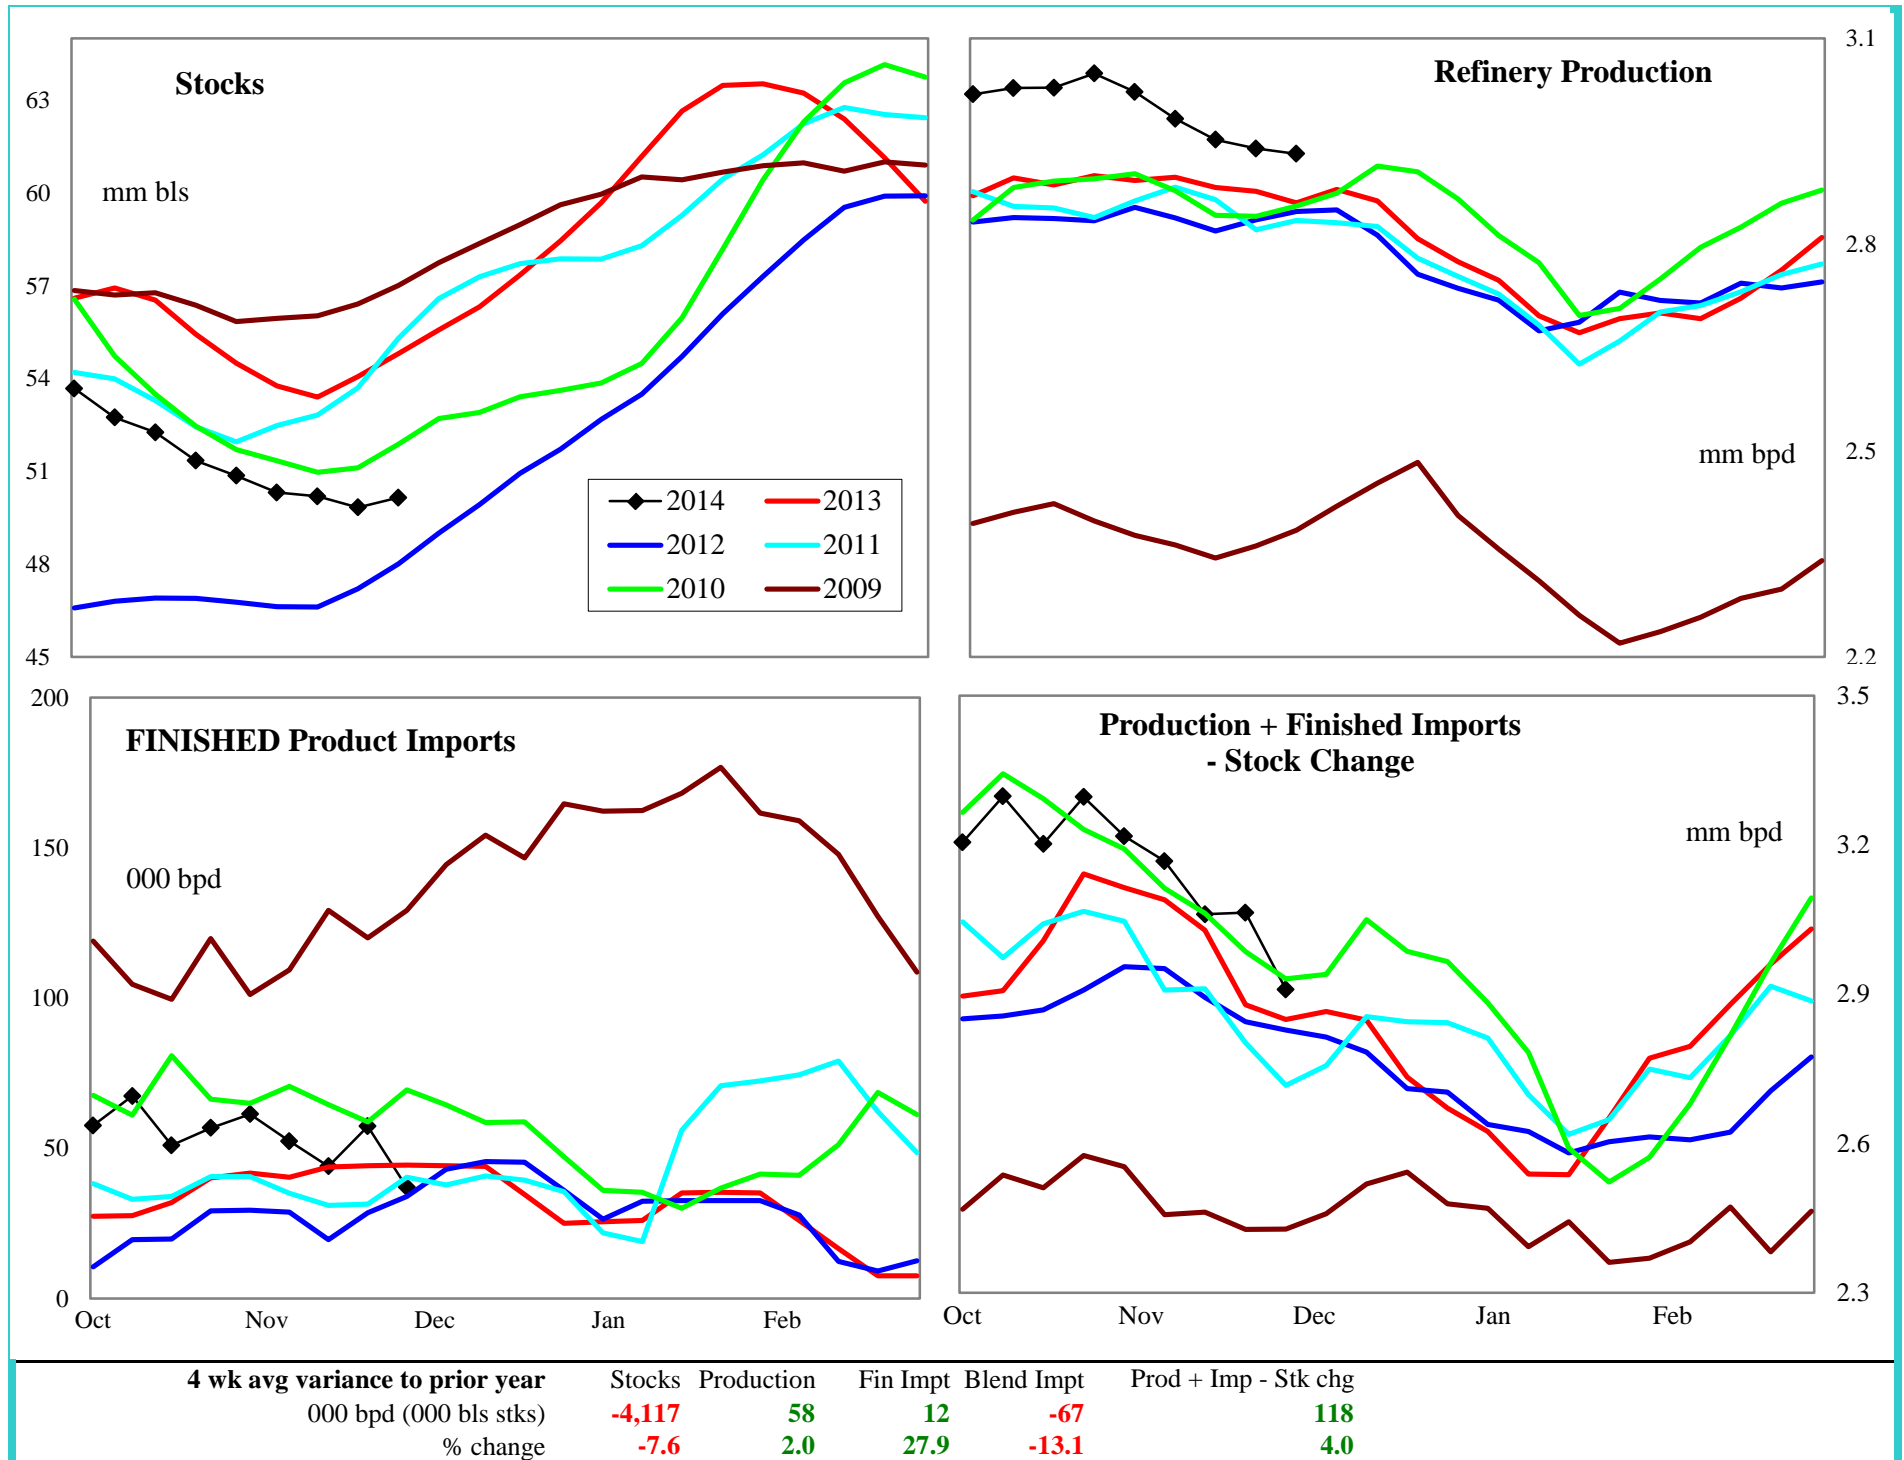 Stocks
63
60
57
54
51
48
45
mm bls
2014
2013
2012
2011
2010
2009
Refinery Production
3.1
2.8
2.5
2.2
mm bpd
FINISHED Product Imports
200
150
100
50
0
000 bpd
Oct Nov Dec Jan Feb
Production + Finished Imports
- Stock Change
3.5
3.2
2.9
2.6
2.3
mm bpd
Oct Nov Dec Jan Feb
4 wk avg variance to prior year Stocks Production Fin Impt Blend Impt Prod + Imp - Stk chg
000 bpd (000 bls stks) -4,117 58 12 -67 118
% change -7.6 2.0 27.9 -13.1 4.0